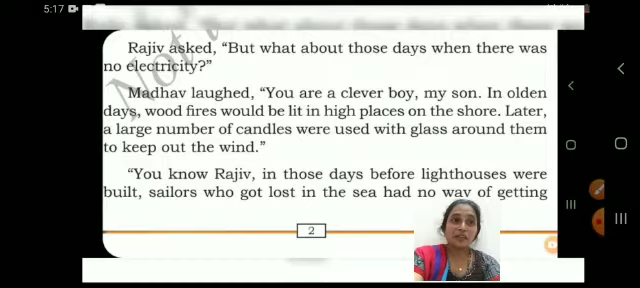 5:17
Rajiv asked, “But what about those days when there was
no electricity?”
Madhav laughed, “You are a clever boy, my son. In olden
days, wood fires would be lit in high places on the shore. Later,
a large number of candles were used with glass around them
to keep out the wind.”
“You know Rajiv, in those days before lighthouses were
built, sailors who got lost in the sea had no way of getting
2